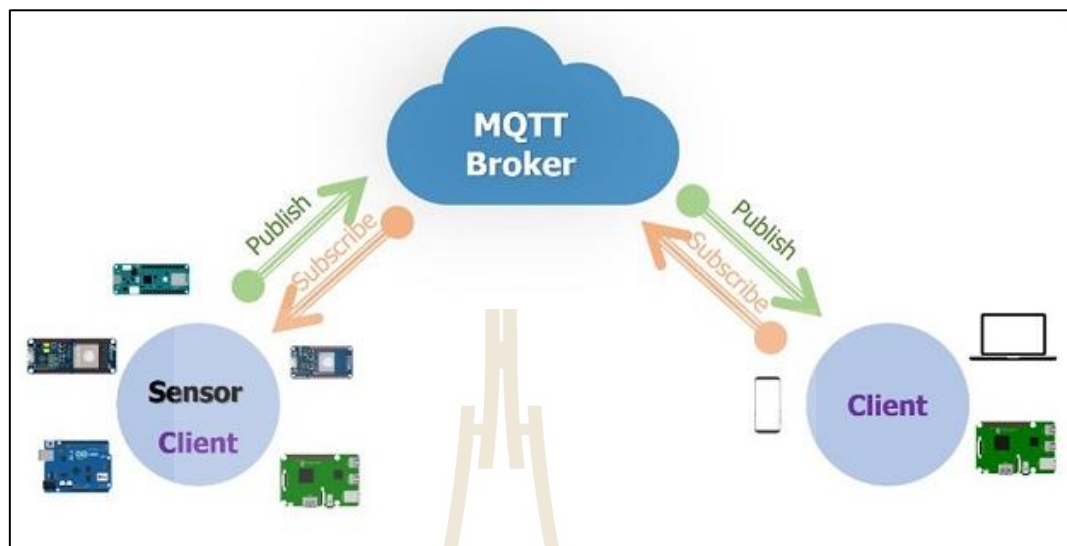 MQTT
Broker
Publish
Subscribe
Publish
Subscribe
Sensor
Client
Client